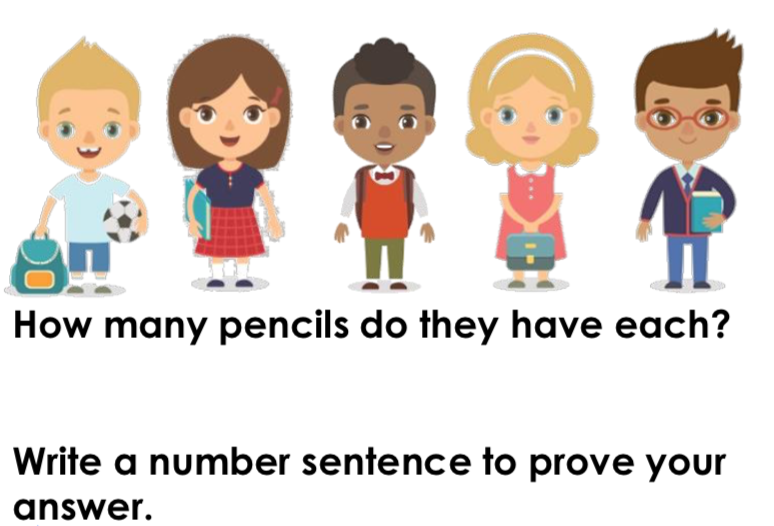 How many pencils do they have each?
Write a number sentence to prove your
answer.